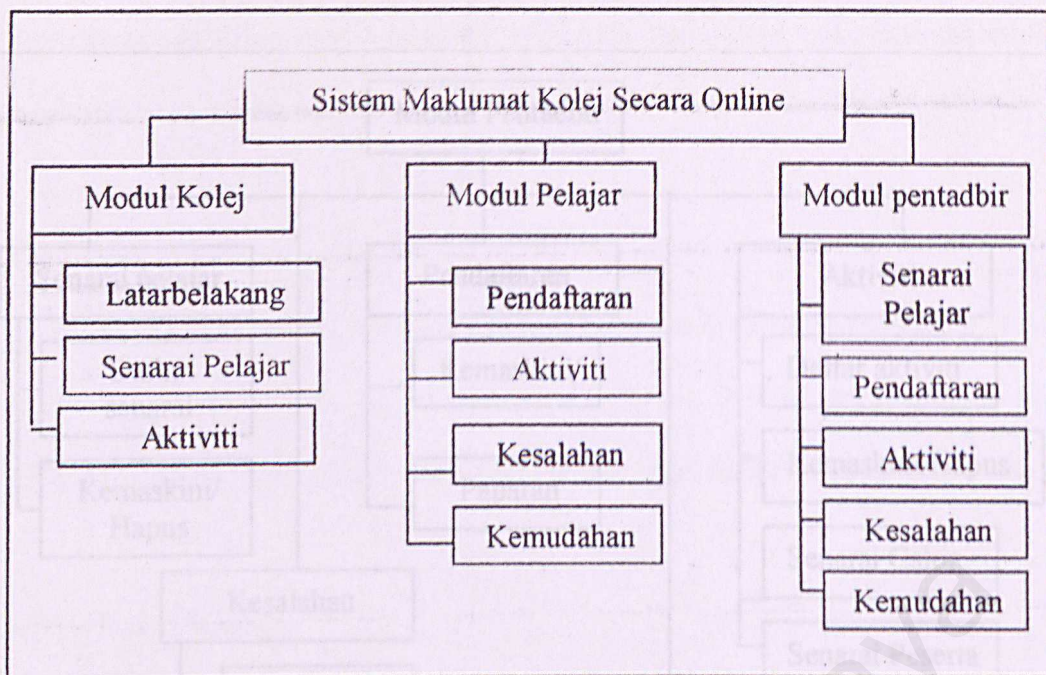 Sistem Maklumat Kolej Secara Online
Modul Kolej
Latarbelakang
Senarai Pelajar
Aktiviti
Modul Pelajar
Pendaftaran
Aktiviti
Kesalahan
Kemudahan
Modul pentadbir
Senarai
Pelajar
Pendaftaran
Aktiviti
Kesalahan
Kemudahan